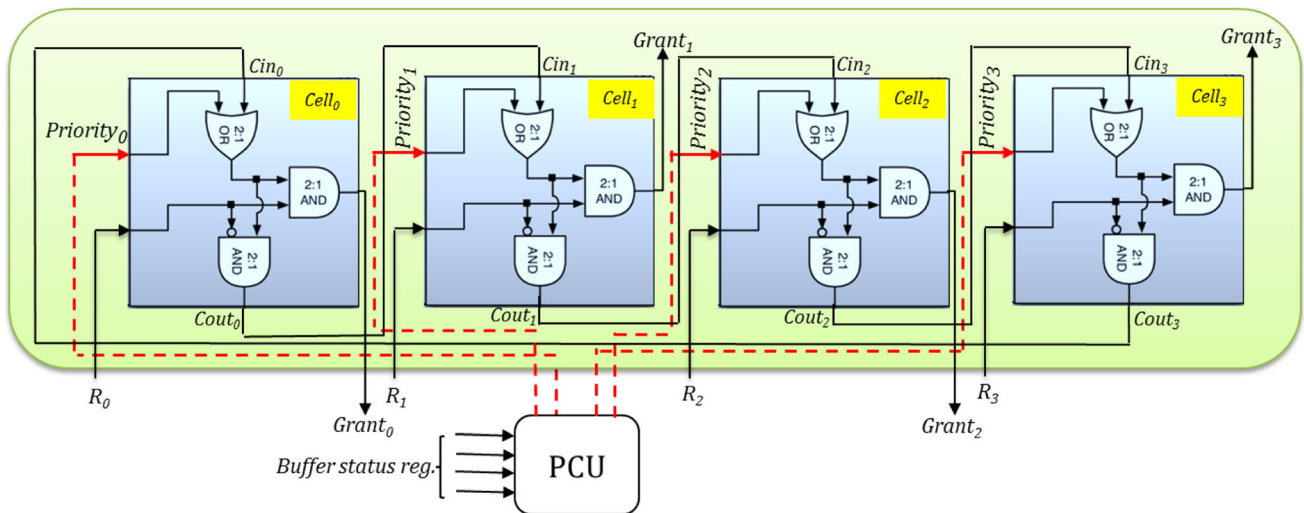 Grant₁
Grant₃
Cin₀
Cin₁
Cin₂
Cin₃
Cell₀
Cell₁
Cell₂
Cell₃
Priority₀
Priority₁
Priority₂
Priority₃
2:1
OR
2:1
OR
2:1
OR
2:1
OR
2:1
AND
2:1
AND
2:1
AND
2:1
AND
2:1
AND
2:1
AND
2:1
AND
2:1
AND
Cout₀
Cout₁
Cout₂
Cout₃
R₀
R₁
R₂
R₃
Grant₀
Grant₂
Buffer status reg.
PCU